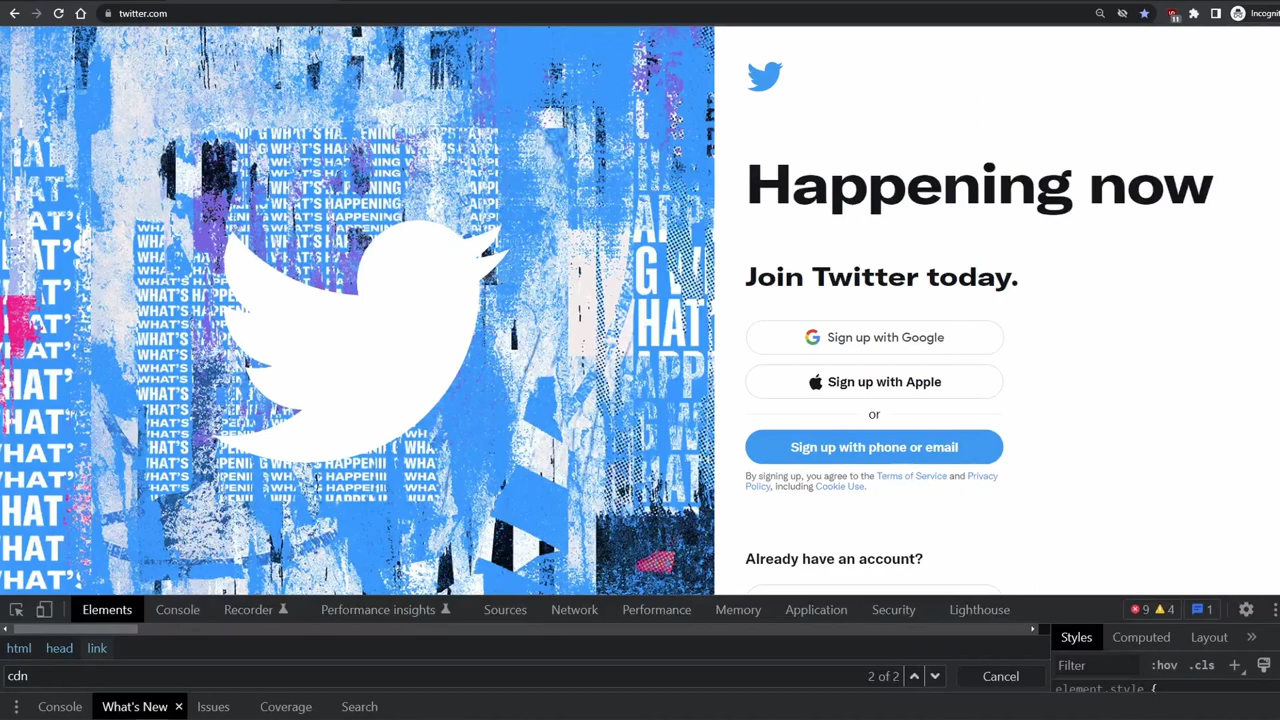 twitter.com
11
Incogni
WHAT'S HAPPENING
Happening now
Join Twitter today.
Sign up with Google
Sign up with Apple
or
Sign up with phone or email
By signing up, you agree to the Terms of Service and Privacy
Policy, including Cookie Use.
Already have an account?
Elements
Console
Recorder
Performance insights
Sources
Network
Performance
Memory
Application
Security
Lighthouse
9
4
1
html
head
link
Styles
Computed
Layout
»
cdn
2 of 2
Cancel
Filter
:hov
.cls
element.style {
Console
What's New
Issues
Coverage
Search